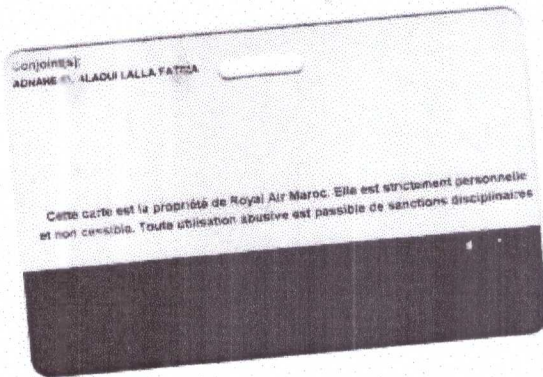 Conjoint(s):
ADNANE EL ALAOUI LALLA FATIMA
Cette carte est la propriété de Royal Air Maroc. Elle est strictement personnelle
et non cessible. Toute utilisation abusive est passible de sanctions disciplinaires